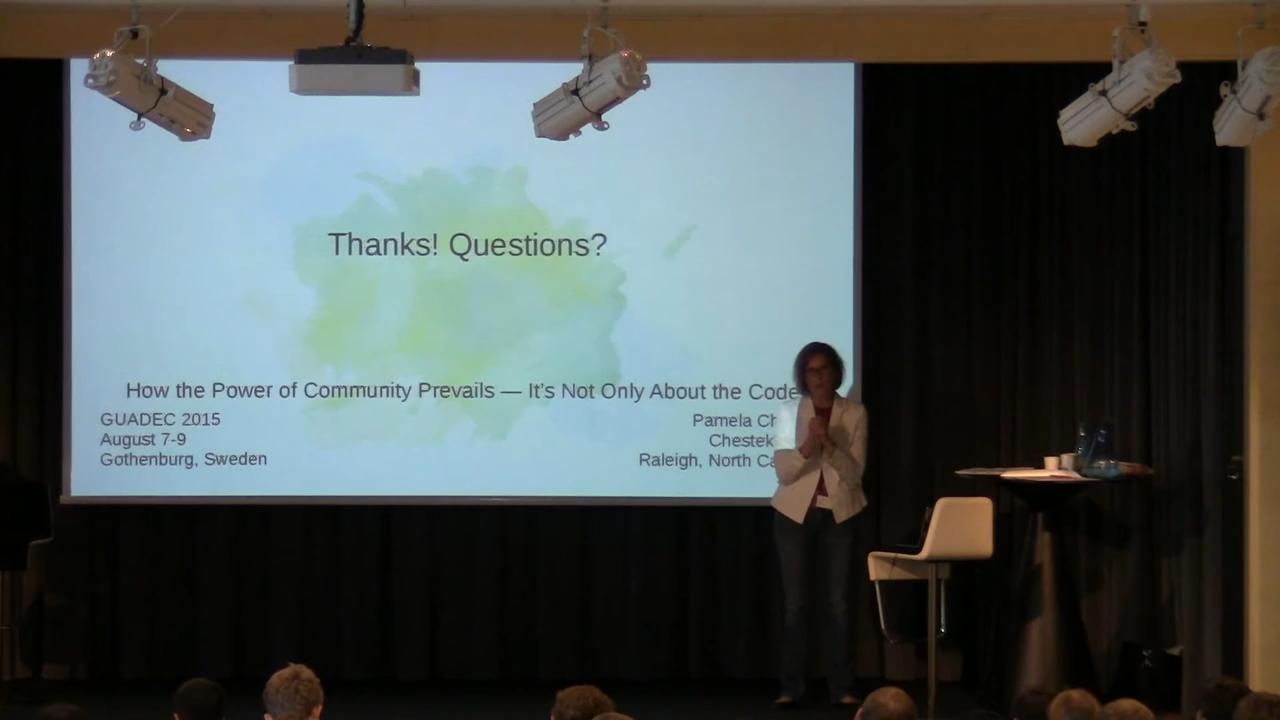 Thanks! Questions?
How the Power of Community Prevails — It's Not Only About the Code
GUADEC 2015
August 7-9
Gothenburg, Sweden
Pamela Ch
Chestek
Raleigh, North Ca